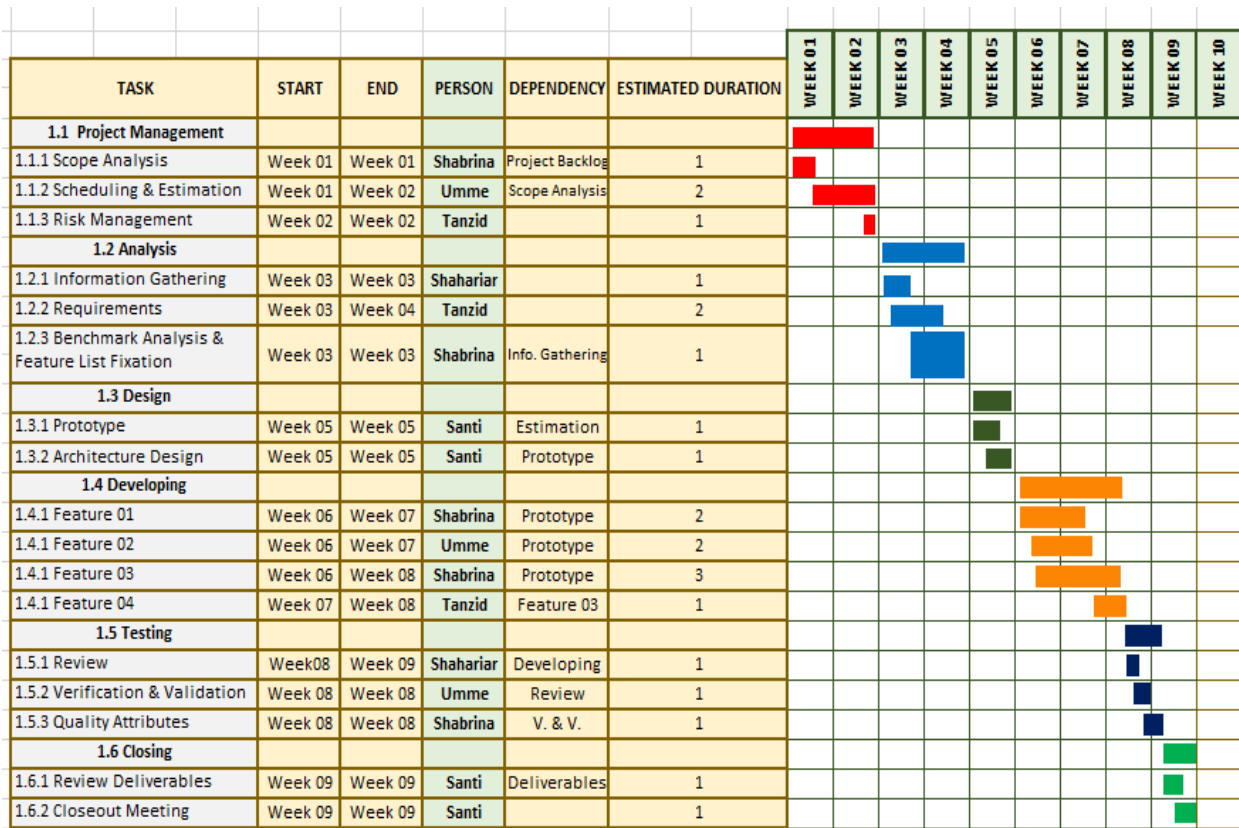 WEEK 01 WEEK 02 WEEK 03 WEEK 04 WEEK 05 WEEK 06 WEEK 07 WEEK 08 WEEK 09 WEEK 10
TASK START END PERSON DEPENDENCY ESTIMATED DURATION
1.1 Project Management
1.1.1 Scope Analysis Week 01 Week 01 Shabrina Project Backlog 1
1.1.2 Scheduling & Estimation Week 01 Week 02 Umme Scope Analysis 2
1.1.3 Risk Management Week 02 Week 02 Tanzid 1
1.2 Analysis
1.2.1 Information Gathering Week 03 Week 03 Shahariar 1
1.2.2 Requirements Week 03 Week 04 Tanzid 2
1.2.3 Benchmark Analysis &
Feature List Fixation Week 03 Week 03 Shabrina Info. Gathering 1
1.3 Design
1.3.1 Prototype Week 05 Week 05 Santi Estimation 1
1.3.2 Architecture Design Week 05 Week 05 Santi Prototype 1
1.4 Developing
1.4.1 Feature 01 Week 06 Week 07 Shabrina Prototype 2
1.4.1 Feature 02 Week 06 Week 07 Umme Prototype 2
1.4.1 Feature 03 Week 06 Week 08 Shabrina Prototype 3
1.4.1 Feature 04 Week 07 Week 08 Tanzid Feature 03 1
1.5 Testing
1.5.1 Review Week08 Week 09 Shahariar Developing 1
1.5.2 Verification & Validation Week 08 Week 08 Umme Review 1
1.5.3 Quality Attributes Week 08 Week 08 Shabrina V. & V. 1
1.6 Closing
1.6.1 Review Deliverables Week 09 Week 09 Santi Deliverables 1
1.6.2 Closeout Meeting Week 09 Week 09 Santi 1